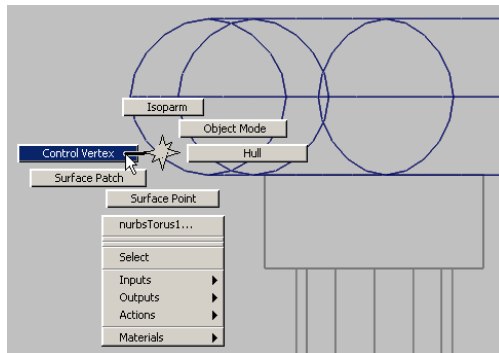 Isoparm
Object Mode
Control Vertex
Hull
Surface Patch
Surface Point
nurbsTorus1...
Select
Inputs
Outputs
Actions
Materials